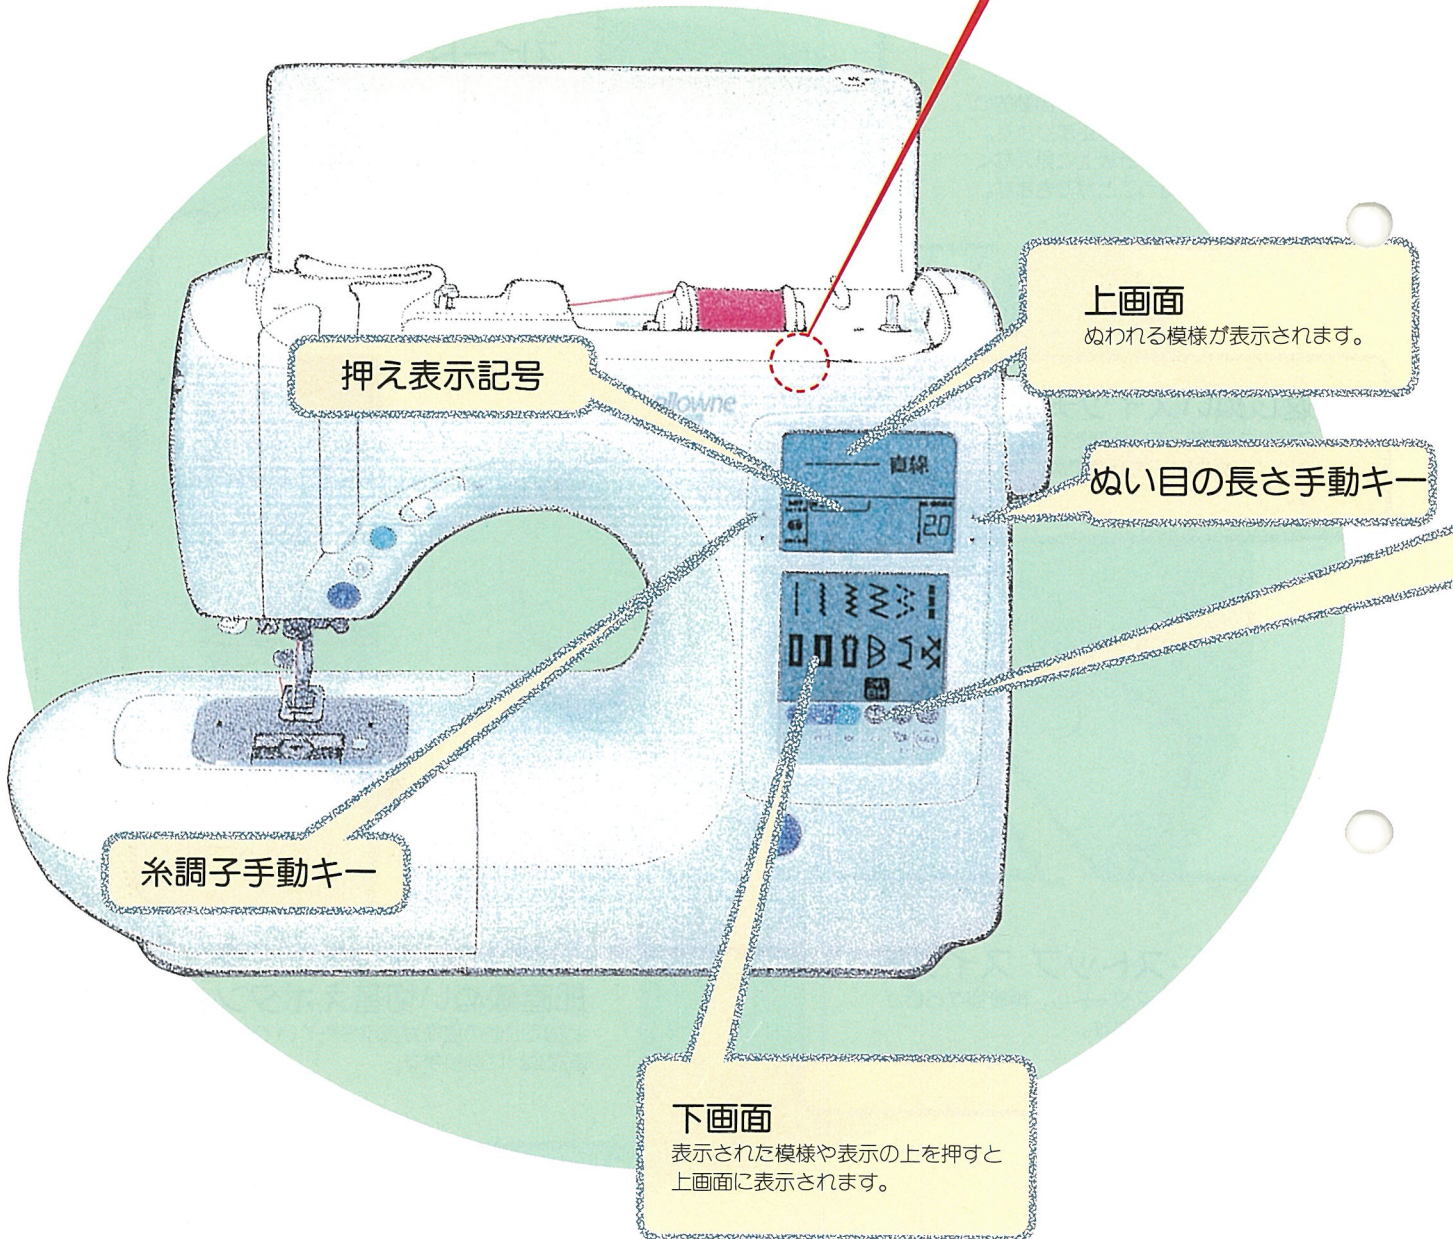 上画面
ぬわれる模様が表示されます。
押え表示記号
ellowne
ぬい目の長さ手動キー
2.0
糸調子手動キー
下画面
表示された模様や表示の上を押すと
上画面に表示されます。